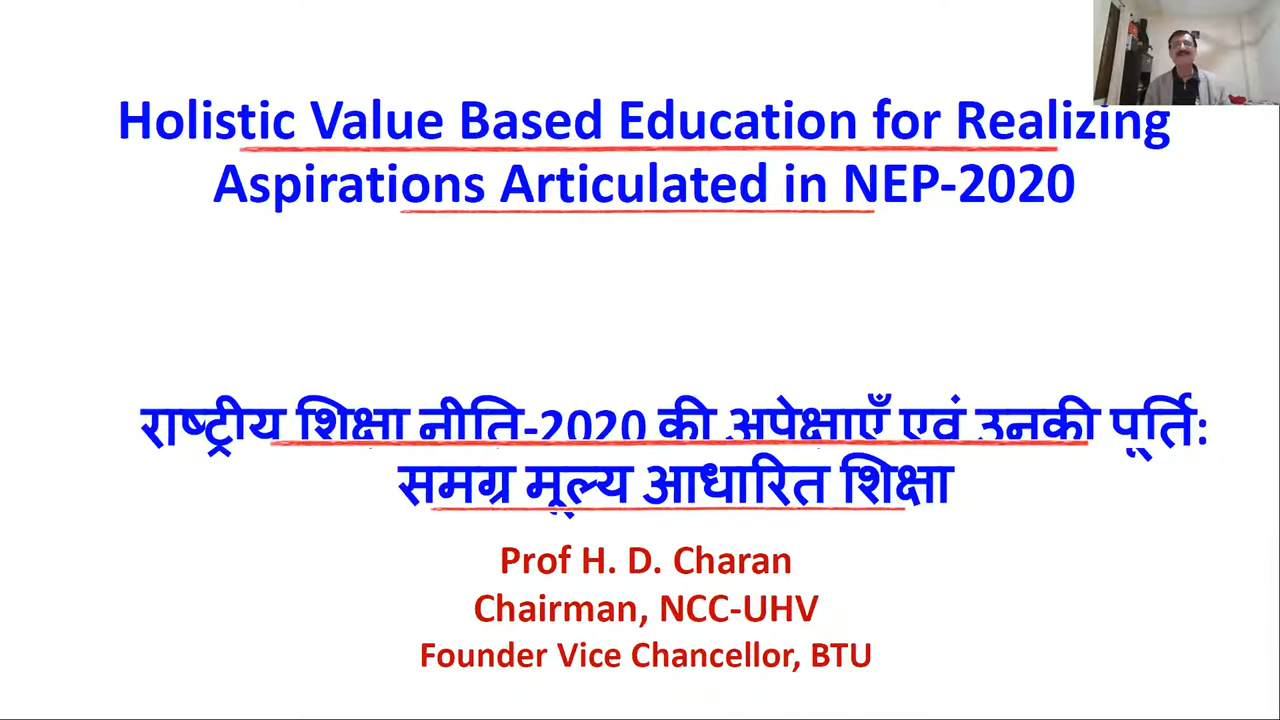 Holistic Value Based Education for Realizing
Aspirations Articulated in NEP-2020
राष्ट्रीय शिक्षा नीति-2020 की अपेक्षाएँ एवं उनकी पूर्ति:
समग्र मूल्य आधारित शिक्षा
Prof H. D. Charan
Chairman, NCC-UHV
Founder Vice Chancellor, BTU